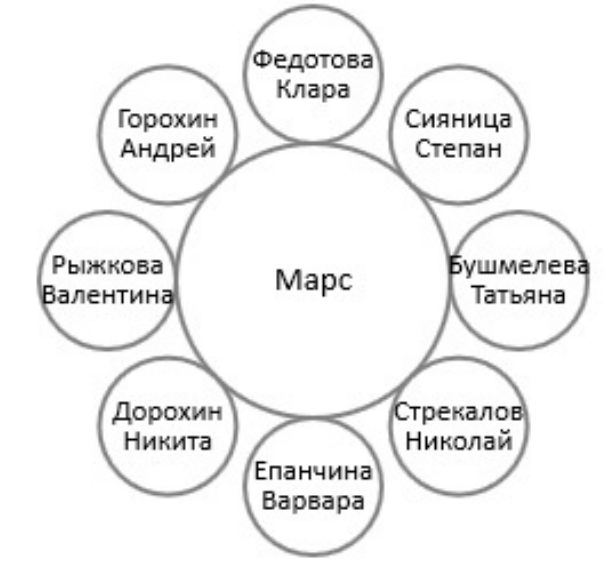 Федотова
Клара
Горохин
Андрей
Сияница
Степан
Рыжкова
Валентина
Марс
Бушмелева
Татьяна
Дорохин
Никита
Стрекалов
Николай
Епанчина
Варвара